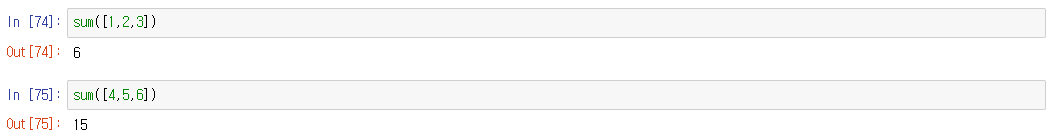 In [74]: sum([1,2,3])
Out[74]: 6
In [75]: sum([4,5,6])
Out[75]: 15